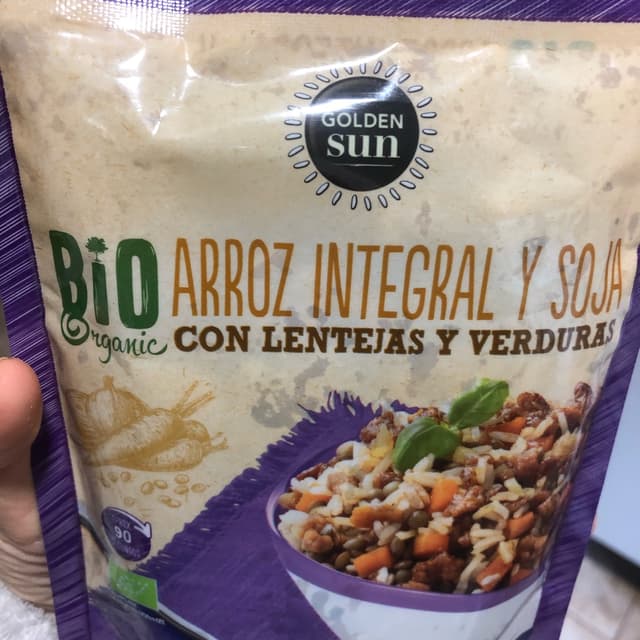 GOLDEN
sun
BiO
Organic
ARROZ INTEGRAL Y SOJA
CON LENTEJAS Y VERDURAS
90